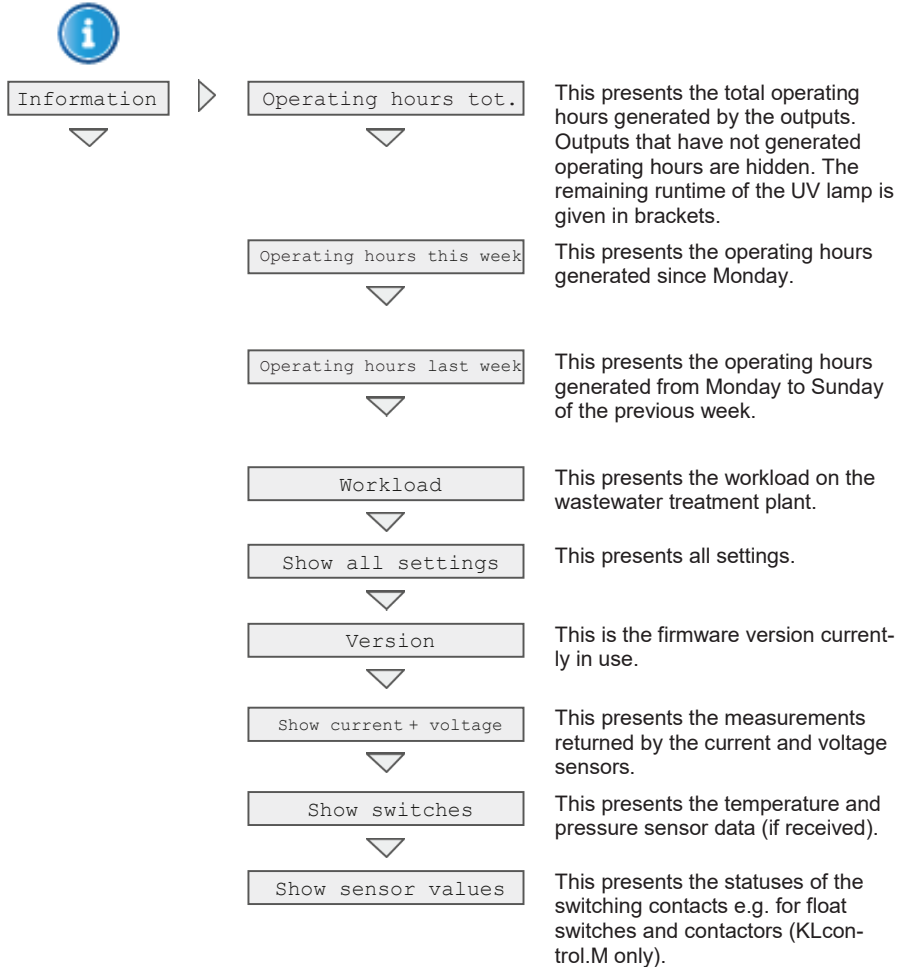 i
Information
Operating hours tot.
This presents the total operating
hours generated by the outputs.
Outputs that have not generated
operating hours are hidden. The
remaining runtime of the UV lamp is
given in brackets.
Operating hours this week
This presents the operating hours
generated since Monday.
Operating hours last week
This presents the operating hours
generated from Monday to Sunday
of the previous week.
Workload
This presents the workload on the
wastewater treatment plant.
Show all settings
This presents all settings.
Version
This is the firmware version current-
ly in use.
Show current + voltage
This presents the measurements
returned by the current and voltage
sensors.
Show switches
This presents the temperature and
pressure sensor data (if received).
Show sensor values
This presents the statuses of the
switching contacts e.g. for float
switches and contactors (KLcon-
trol.M only).